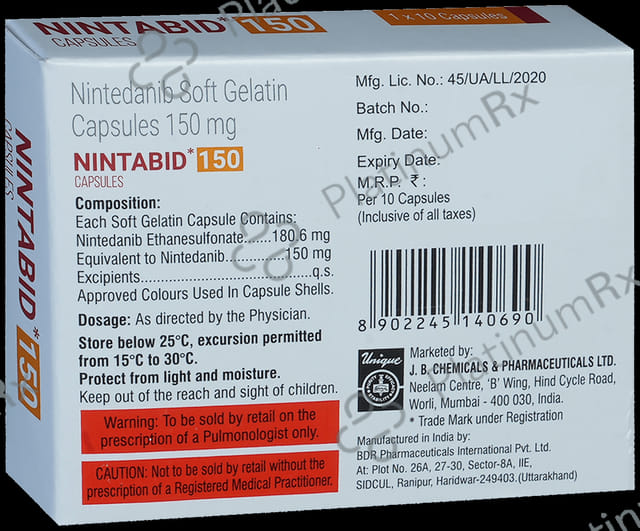 NINTABID* 150
CAPSULES
1 x 10 Capsules
Nintedanib Soft Gelatin
Capsules 150 mg
NINTABID* 150
CAPSULES
Composition:
Each Soft Gelatin Capsule Contains:
Nintedanib Ethanesulfonate......180.6 mg
Equivalent to Nintedanib............150 mg
Excipients.......................................q.s.
Approved Colours Used In Capsule Shells.
Dosage: As directed by the Physician.
Store below 25°C, excursion permitted
from 15°C to 30°C.
Protect from light and moisture.
Keep out of the reach and sight of children.
Warning: To be sold by retail on the
prescription of a Pulmonologist only.
CAUTION: Not to be sold by retail without the
prescription of a Registered Medical Practitioner.
Mfg. Lic. No.: 45/UA/LL/2020
Batch No.:
Mfg. Date:
Expiry Date:
M.R.P. ₹ :
Per 10 Capsules
(Inclusive of all taxes)
8 902245 140690
Unique
Marketed by:
J. B. CHEMICALS & PHARMACEUTICALS LTD.
Neelam Centre, 'B' Wing, Hind Cycle Road,
Worli, Mumbai - 400 030, India.
* Trade Mark under Registration
Manufactured in India by:
BDR Pharmaceuticals International Pvt. Ltd.
At: Plot No. 26A, 27-30, Sector-8A, IIE,
SIDCUL, Ranipur, Haridwar-249403.(Uttarakhand)
NINTABID* 150
CAPSULES
PlatinumRx
PlatinumRx
PlatinumRx